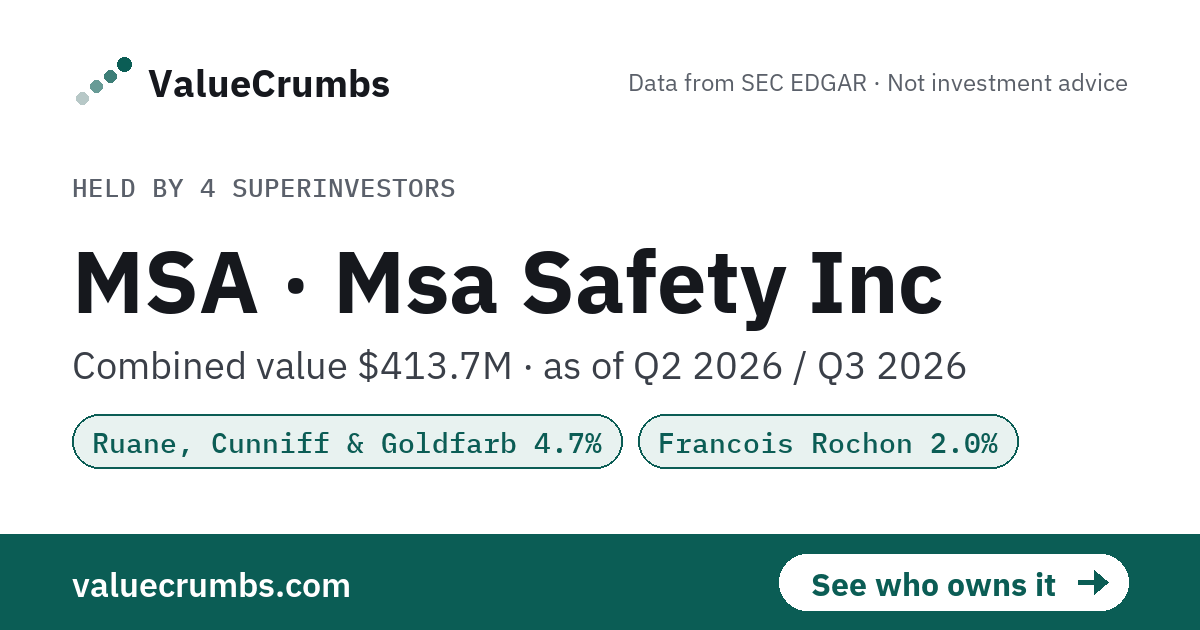 ValueCrumbs
Data from SEC EDGAR · Not investment advice
HELD BY 4 SUPERINVESTORS
MSA · Msa Safety Inc
Combined value $413.7M · as of Q2 2026 / Q3 2026
Ruane, Cunniff & Goldfarb 4.7%
Francois Rochon 2.0%
valuecrumbs.com
See who owns it →